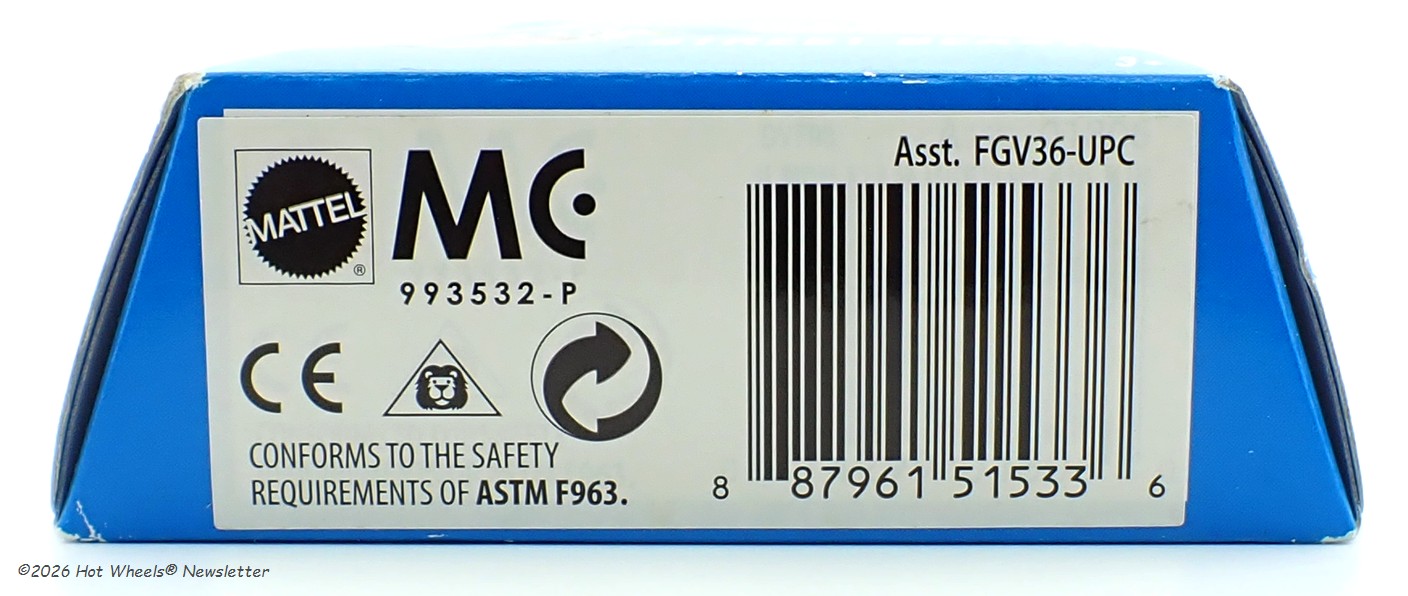 MATTEL
®
MC
993532-P
CE
CONFORMS TO THE SAFETY
REQUIREMENTS OF ASTM F963.
Asst. FGV36-UPC
8 87961 51533 6
©2026 Hot Wheels® Newsletter